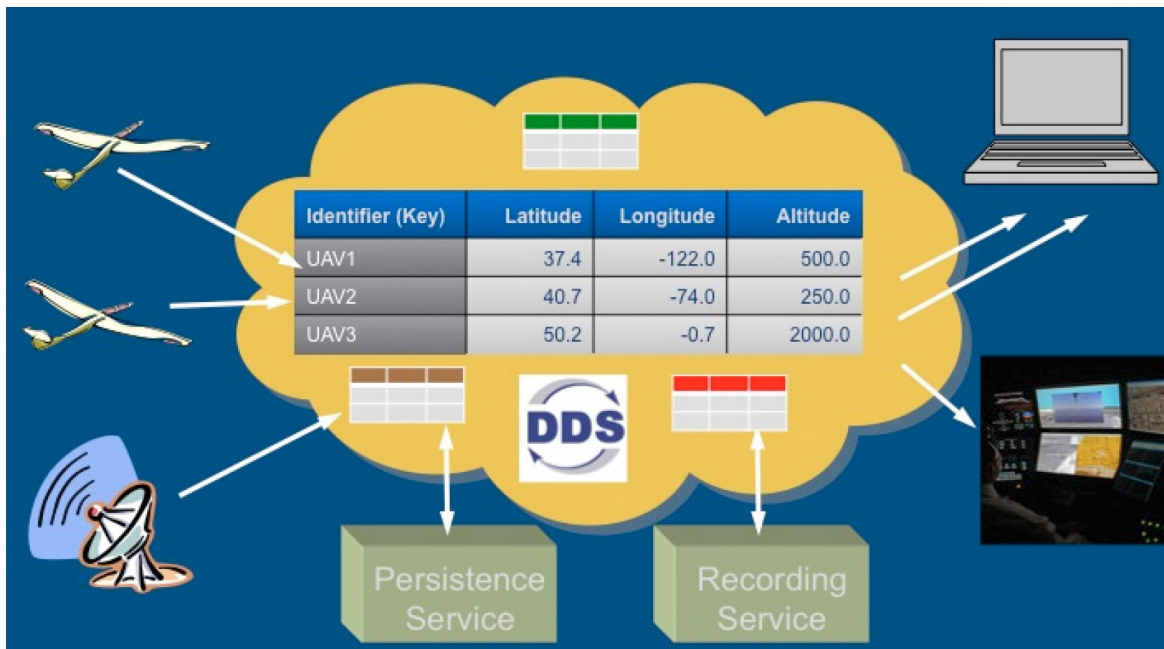 Identifier (Key) Latitude Longitude Altitude
UAV1 37.4 -122.0 500.0
UAV2 40.7 -74.0 250.0
UAV3 50.2 -0.7 2000.0
DDS
Persistence
Service
Recording
Service